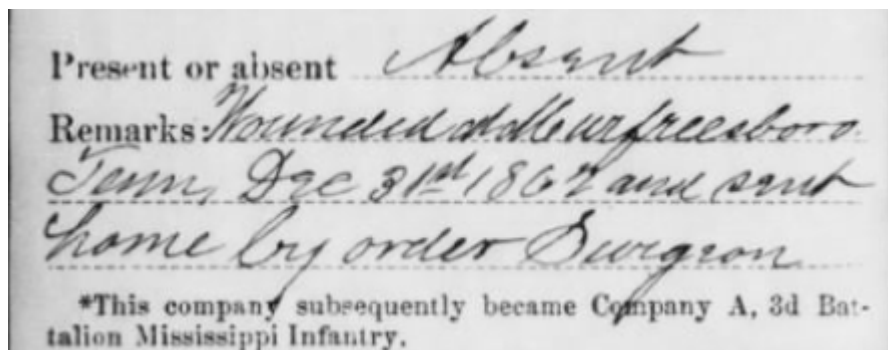 Present or absent Absent
Remarks: Wounded at Murfreesboro
Tenn, Dec 31st 1862 and sent
home by order Surgeon
*This company subsequently became Company A, 3d Bat-
talion Mississippi Infantry.